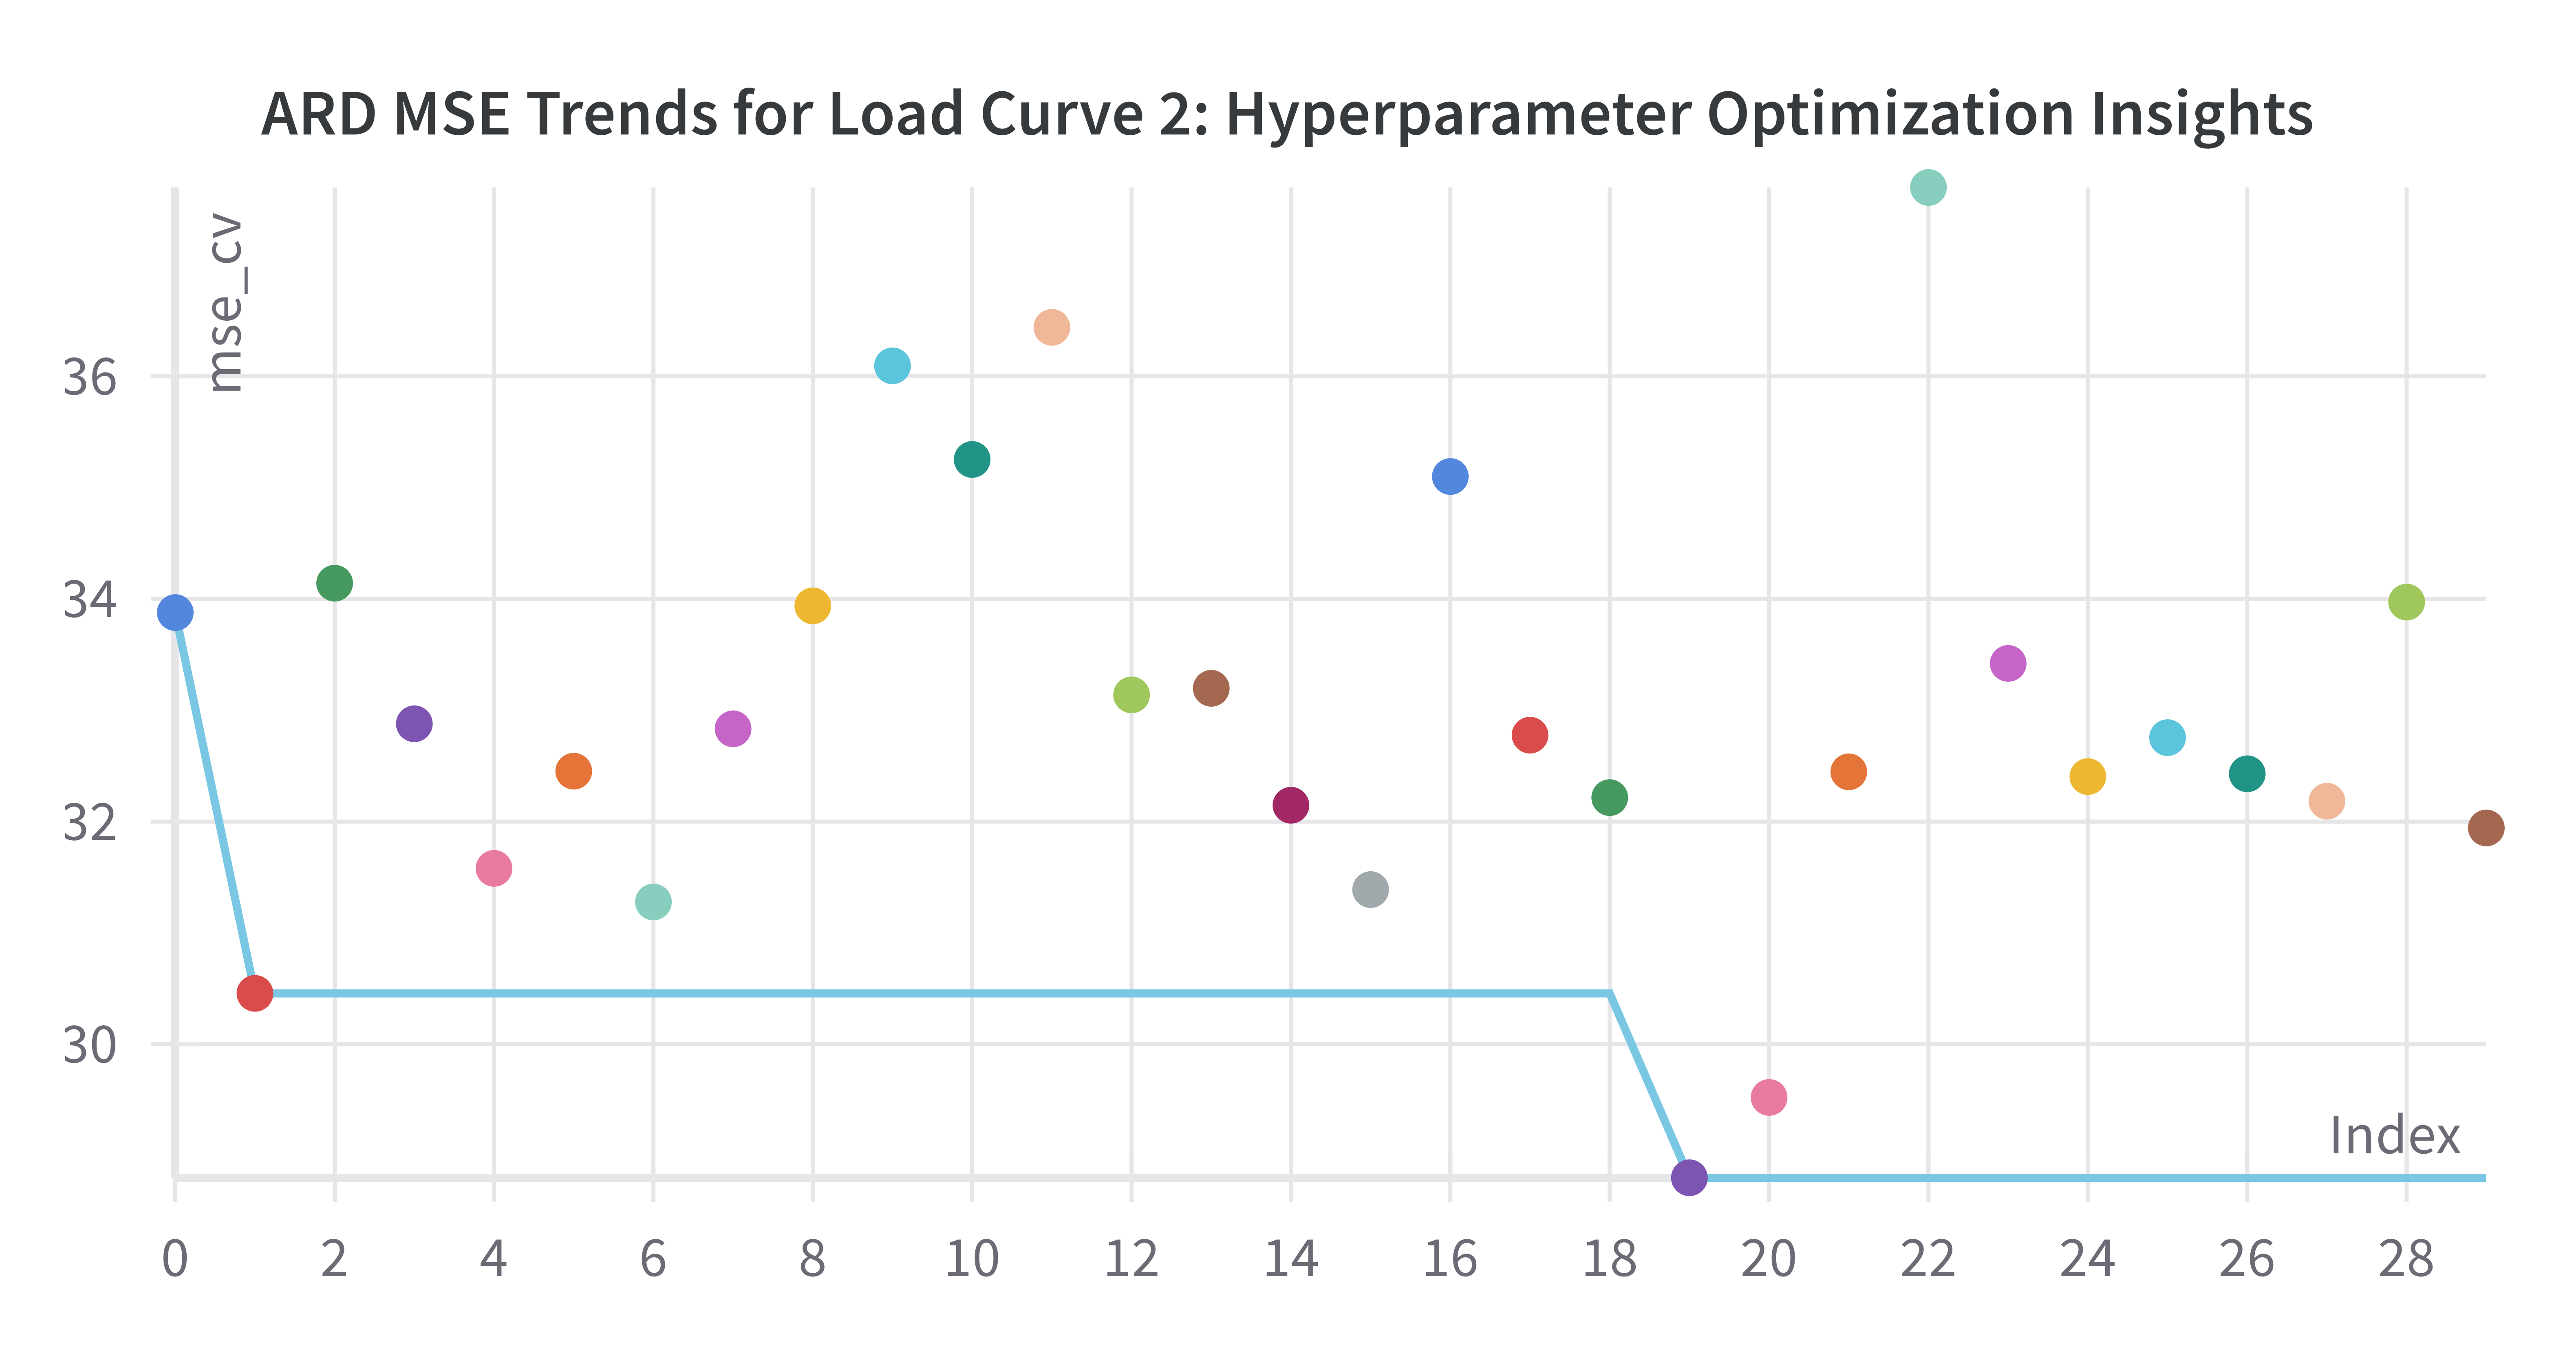 ARD MSE Trends for Load Curve 2: Hyperparameter Optimization Insights
mse_cv
36
34
32
30
Index
0 2 4 6 8 10 12 14 16 18 20 22 24 26 28